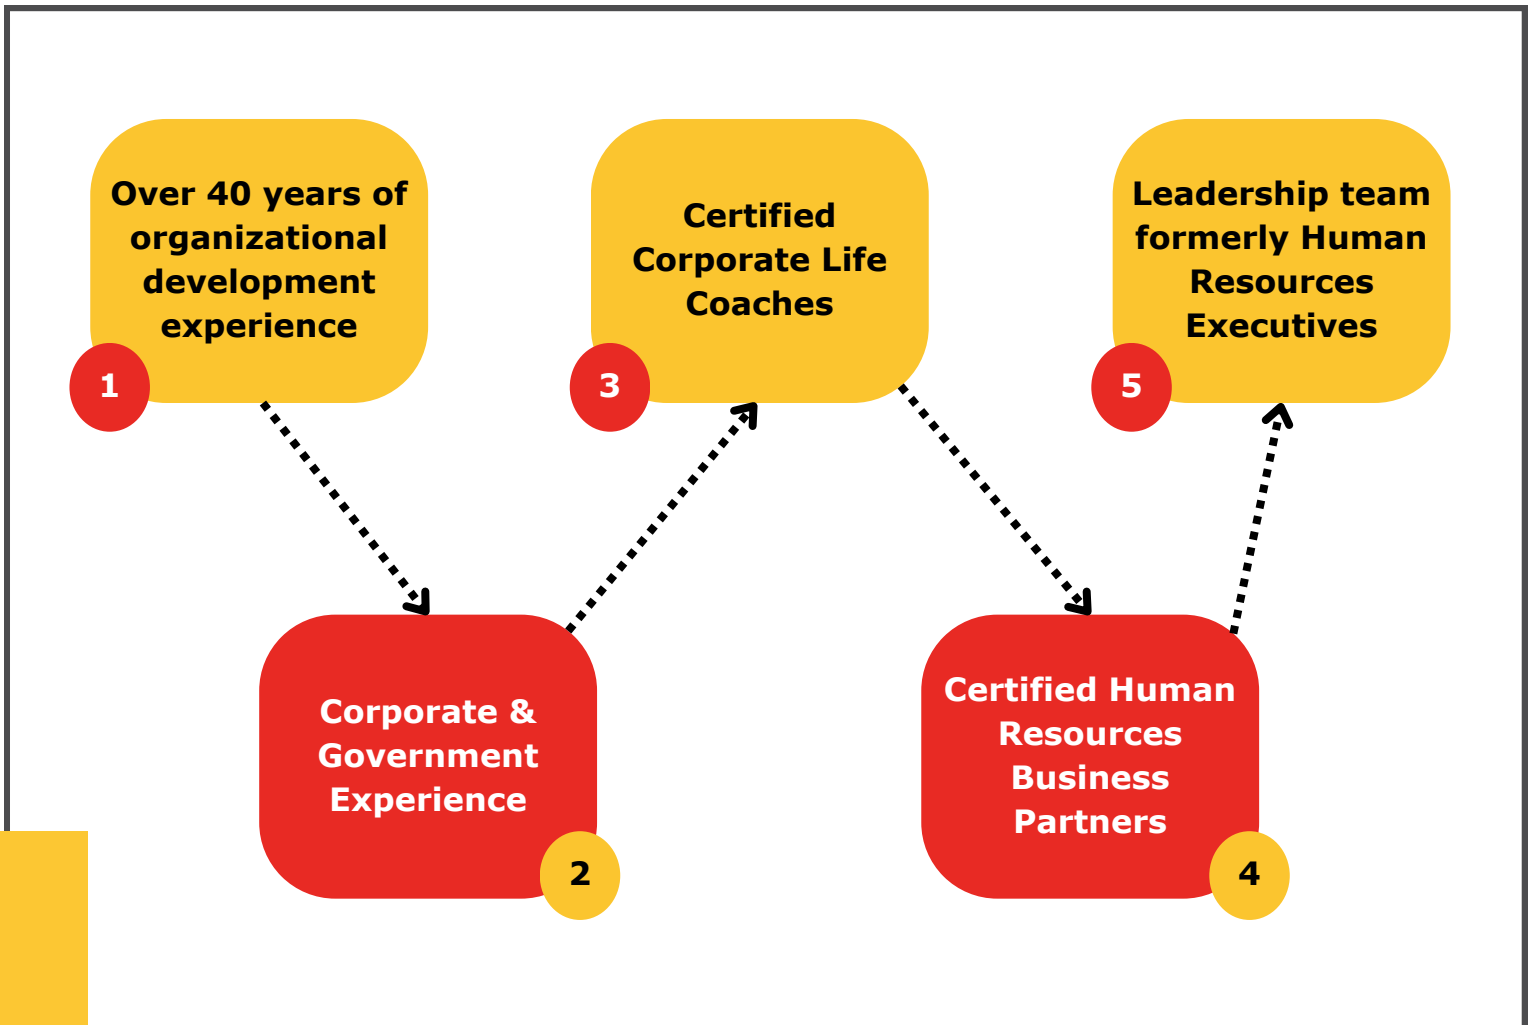 Over 40 years of
organizational
development
experience
1
Corporate &
Government
Experience
2
Certified
Corporate Life
Coaches
3
Certified Human
Resources
Business
Partners
4
Leadership team
formerly Human
Resources
Executives
5